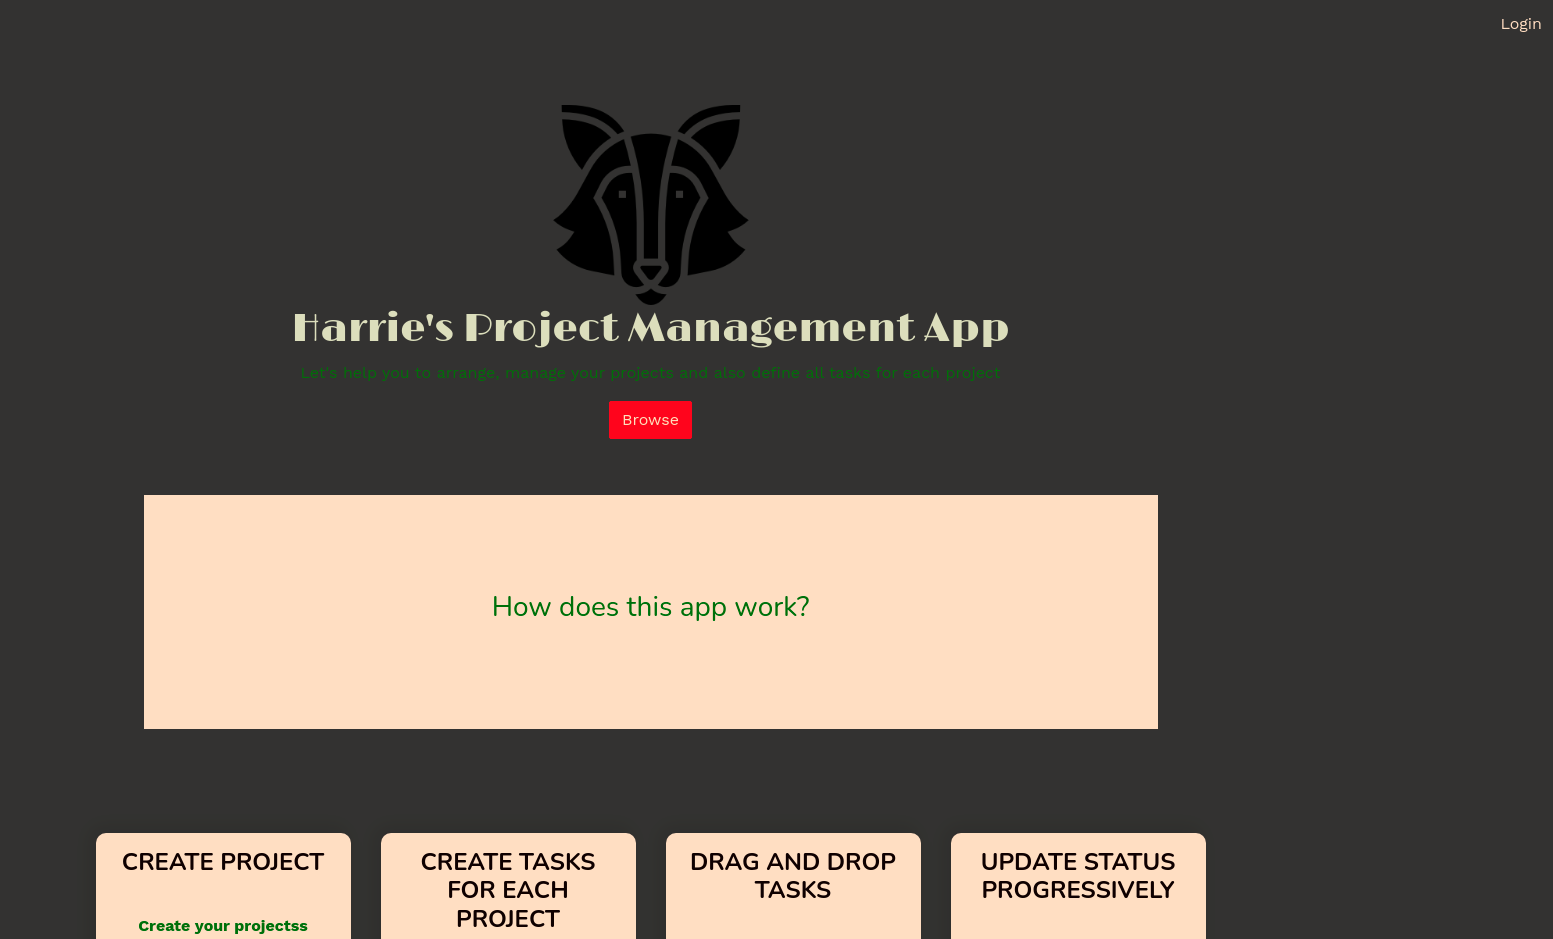 Login
Harrie's Project Management App
Let's help you to arrange, manage your projects and also define all tasks for each project
Browse
How does this app work?
CREATE PROJECT
Create your projectss
CREATE TASKS
FOR EACH
PROJECT
DRAG AND DROP
TASKS
UPDATE STATUS
PROGRESSIVELY